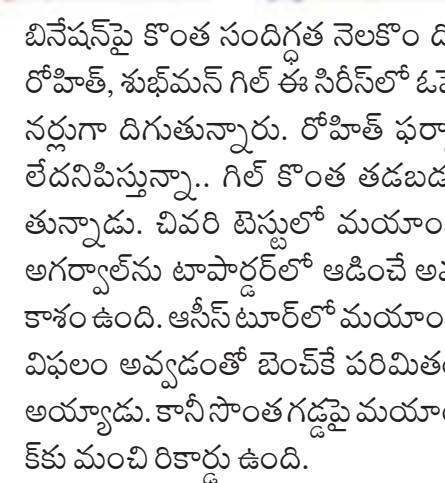 బినేషన్‌పై కొంత సందిగ్ధత నెలకొం
రోహిత్, శుభ్‌మన్ గిల్ ఈ సిరీస్‌లో
నర్లుగా దిగుతున్నారు. రోహిత్
లేదనిపిస్తున్నా.. గిల్ కొంత తడబడ
తున్నాడు. చివరి టెస్టులో మయాం
అగర్వాల్‌ను టాపార్డర్‌లో ఆడించే
కాశం ఉంది. ఆసీస్ టూర్‌లో మయాం
విఫలం అవ్వడంతో బెంచ్‌కే పరిమిత
అయ్యాడు. కానీ సొంత గడ్డపై మయాం
క్‌కు మంచి రికార్డు ఉంది.